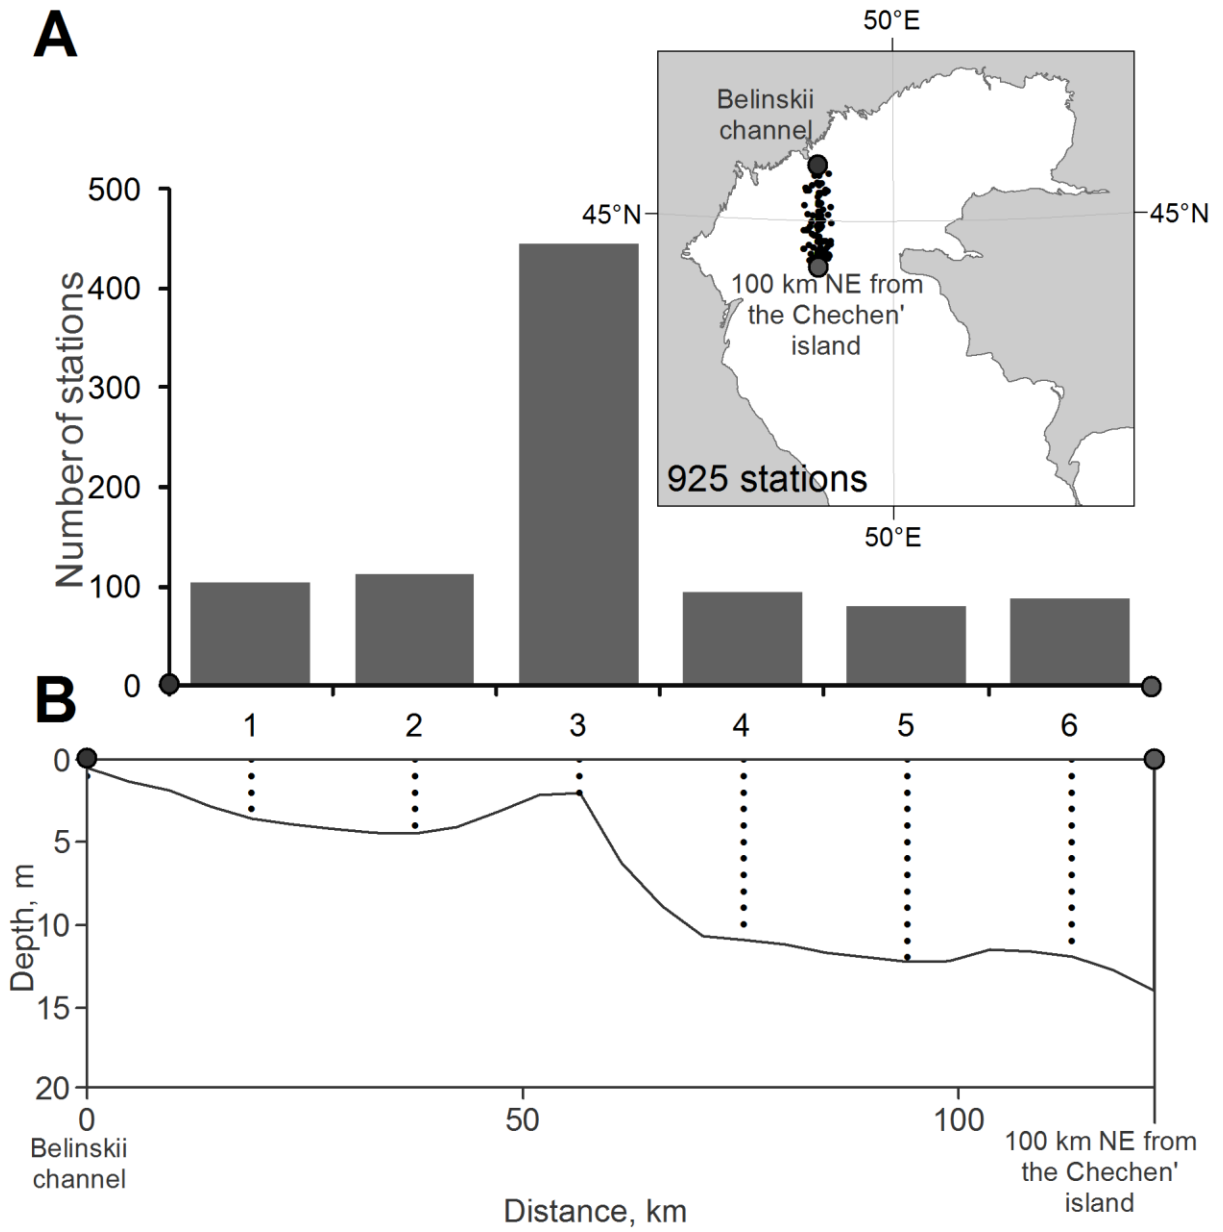 A
50°E
Belinskii
channel
45°N
45°N
100 km NE from
the Chechen'
island
925 stations
50°E
Number of stations
500
400
300
200
100
0
1 2 3 4 5 6
B
Depth, m
0
5
10
15
20
0 50 100
Belinskii
channel
100 km NE from
the Chechen'
island
Distance, km